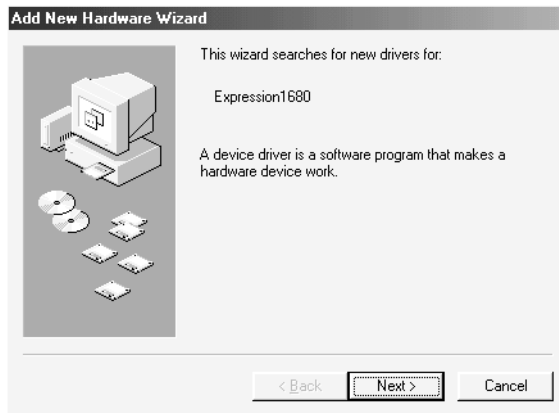 Add New Hardware Wizard
This wizard searches for new drivers for:
Expression1680
A device driver is a software program that makes a
hardware device work.
< Back
Next >
Cancel